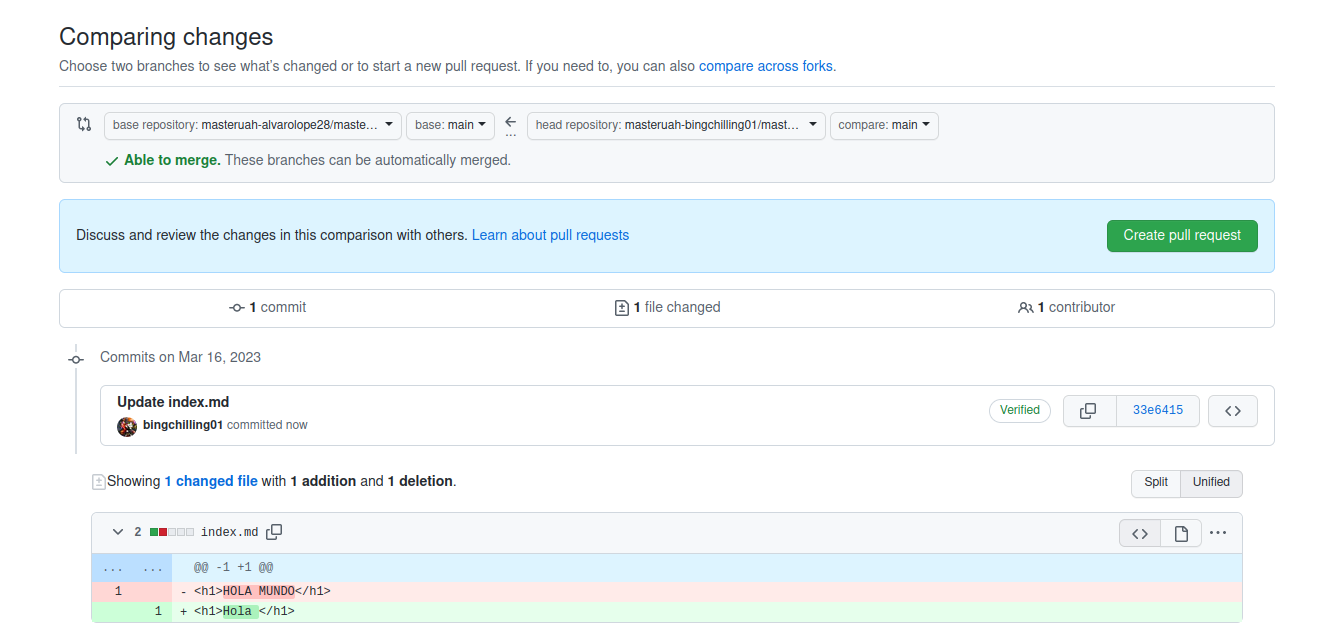 Comparing changes
Choose two branches to see what's changed or to start a new pull request. If you need to, you can also compare across forks.
base repository: masteruah-alvarolope28/maste... base: main ... head repository: masteruah-bingchilling01/mast... compare: main
Able to merge. These branches can be automatically merged.
Discuss and review the changes in this comparison with others. Learn about pull requests Create pull request
1 commit 1 file changed 1 contributor
Commits on Mar 16, 2023
Update index.md
bingchilling01 committed now
Verified 33e6415
Showing 1 changed file with 1 addition and 1 deletion. Split Unified
2 index.md
... ... @@ -1 +1 @@
1 - <h1>HOLA MUNDO</h1>
1 + <h1>Hola </h1>